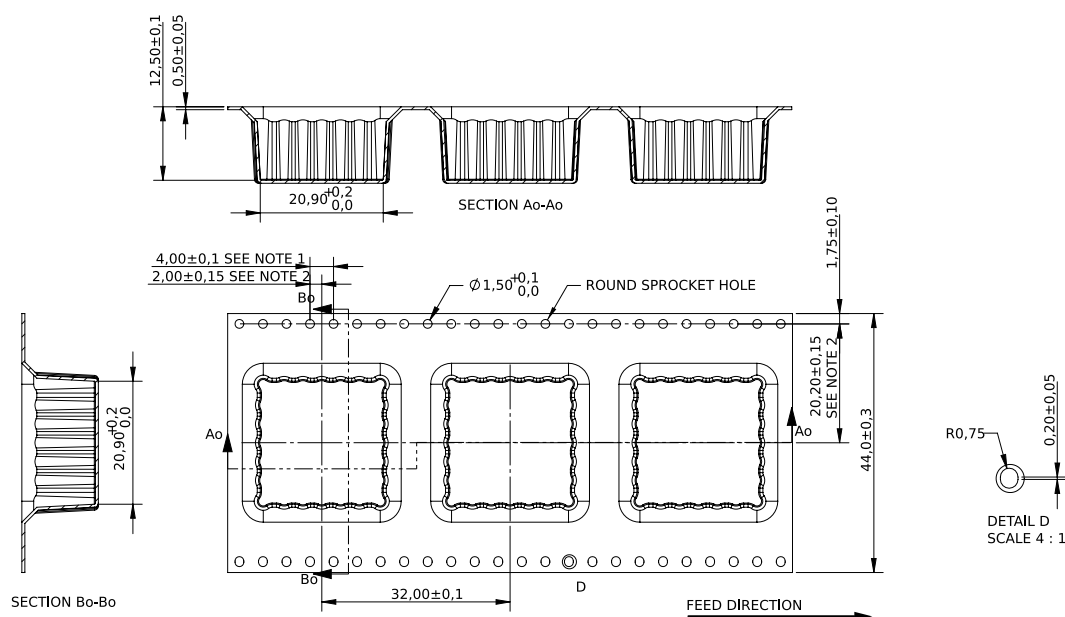 12,50±0,1
0,50±0,05
20,90 +0,2
0,0
SECTION Ao-Ao
1,75±0,10
4,00±0,1 SEE NOTE 1
2,00±0,15 SEE NOTE 2
Bo
Ø1,50 +0,1
0,0
ROUND SPROCKET HOLE
20,90 +0,2
0,0
Ao
Ao
20,20±0,15
SEE NOTE 2
44,0±0,3
R0,75
0,20±0,05
DETAIL D
SCALE 4 : 1
Bo
D
32,00±0,1
SECTION Bo-Bo
FEED DIRECTION